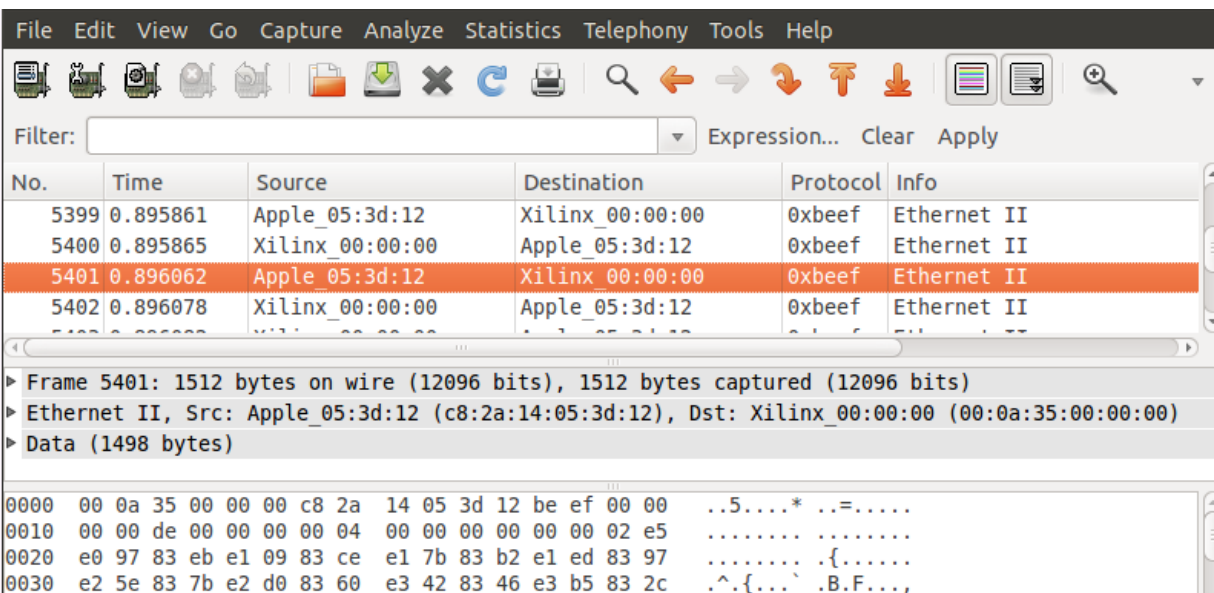 File Edit View Go Capture Analyze Statistics Telephony Tools Help
Filter: Expression... Clear Apply
No. Time Source Destination Protocol Info
5399 0.895861 Apple_05:3d:12 Xilinx_00:00:00 0xbeef Ethernet II
5400 0.895865 Xilinx_00:00:00 Apple_05:3d:12 0xbeef Ethernet II
5401 0.896062 Apple_05:3d:12 Xilinx_00:00:00 0xbeef Ethernet II
5402 0.896078 Xilinx_00:00:00 Apple_05:3d:12 0xbeef Ethernet II
Frame 5401: 1512 bytes on wire (12096 bits), 1512 bytes captured (12096 bits)
Ethernet II, Src: Apple_05:3d:12 (c8:2a:14:05:3d:12), Dst: Xilinx_00:00:00 (00:0a:35:00:00:00)
Data (1498 bytes)
0000 00 0a 35 00 00 00 c8 2a 14 05 3d 12 be ef 00 00 ..5....* ..=.....
0010 00 00 de 00 00 00 00 04 00 00 00 00 00 00 02 e5 ........ ........
0020 e0 97 83 eb e1 09 83 ce e1 7b 83 b2 e1 ed 83 97 ........ .{......
0030 e2 5e 83 7b e2 d0 83 60 e3 42 83 46 e3 b5 83 2c .^.{...` .B.F...,